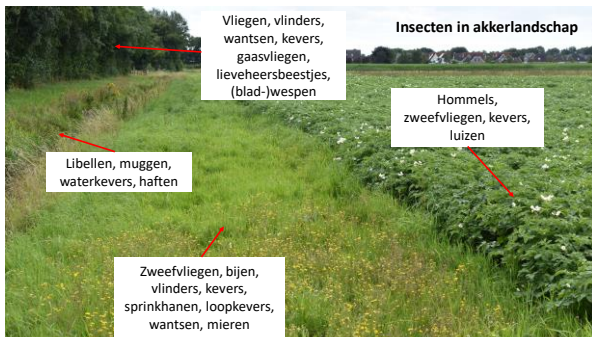 Insecten in akkerlandschap
Vliegen, vlinders,
wantsen, kevers,
gaasvliegen,
lieveheersbeestjes,
(blad-)wespen
Hommels,
zweefvliegen, kevers,
luizen
Libellen, muggen,
waterkevers, haften
Zweefvliegen, bijen,
vlinders, kevers,
sprinkhanen, loopkevers,
wantsen, mieren